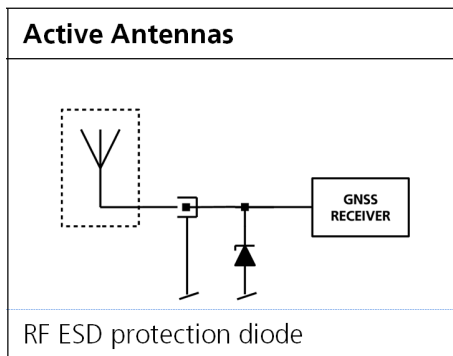 Active Antennas
GNSS
RECEIVER
RF ESD protection diode